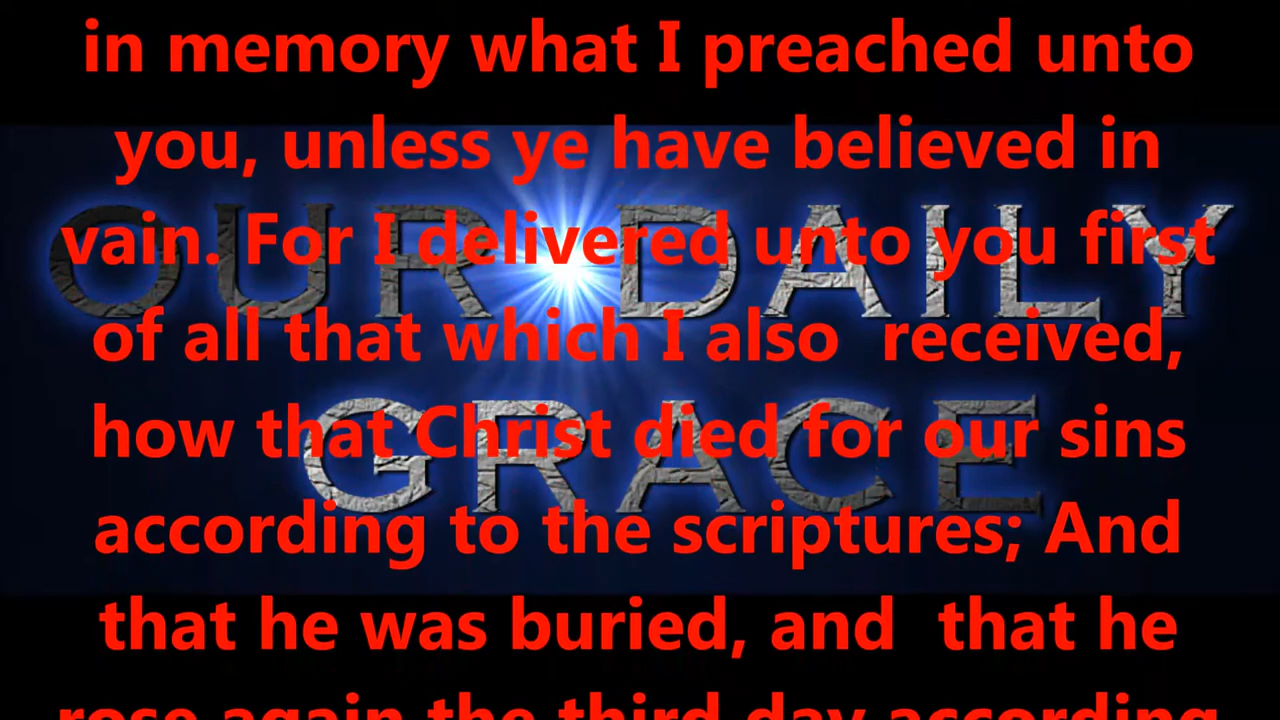 in memory what I preached unto
you, unless ye have believed in
vain. For I delivered unto you first
of all that which I also received,
how that Christ died for our sins
according to the scriptures; And
that he was buried, and that he
rose again the third day according
OUR DAILY
GRACE